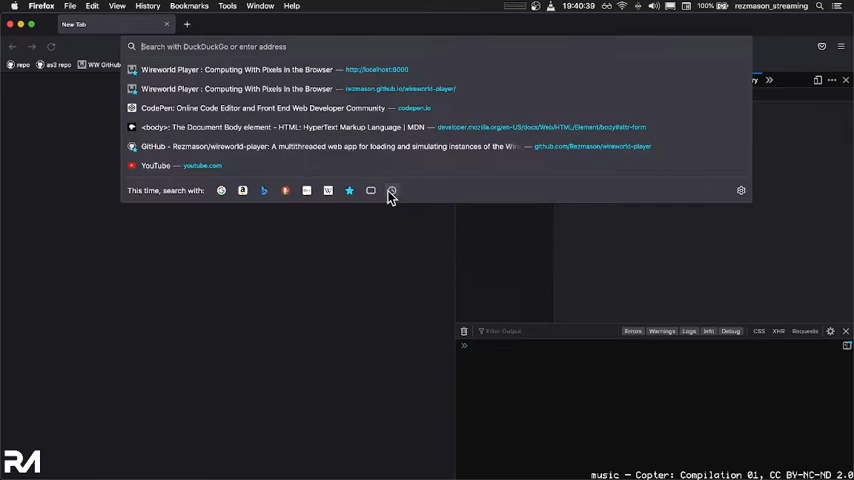 Firefox File Edit View History Bookmarks Tools Window Help 100% 19:40:39 rezmason_streaming
New Tab
Search with DuckDuckGo or enter address
repo as3 repo WW GitHub
Wireworld Player : Computing With Pixels In the Browser — http://localhost:8000
Wireworld Player : Computing With Pixels In the Browser — rezmason.github.io/wireworld-player/
CodePen: Online Code Editor and Front End Web Developer Community — codepen.io
<body>: The Document Body element - HTML: HyperText Markup Language | MDN — developer.mozilla.org/en-US/docs/Web/HTML/Element/body#attr-form
GitHub - Rezmason/wireworld-player: A multithreaded web app for loading and simulating instances of the Wir — github.com/Rezmason/wireworld-player
YouTube — youtube.com
This time, search with:
Filter Output Errors Warnings Logs Info Debug CSS XHR Requests
music – Copter: Compilation 01, CC BY-NC-ND 2.0